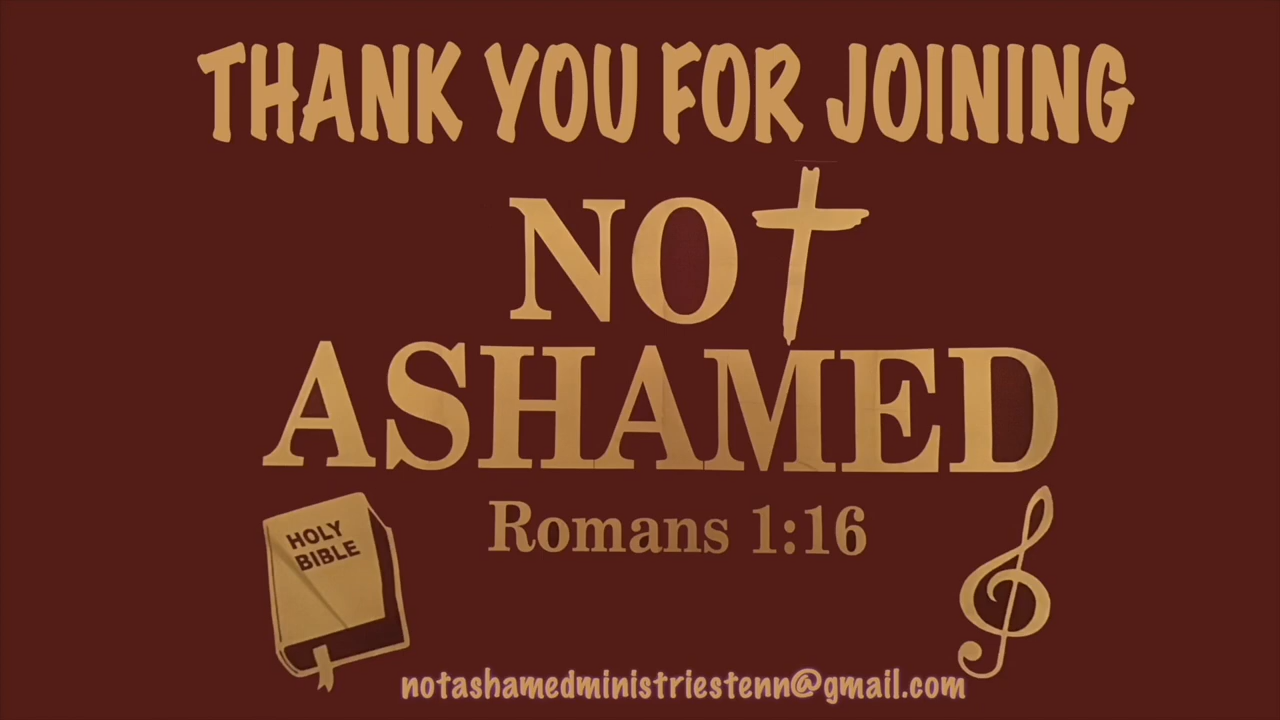 THANK YOU FOR JOINING
NOT
ASHAMED
Romans 1:16
HOLY
BIBLE
notashamedministriestenn@gmail.com